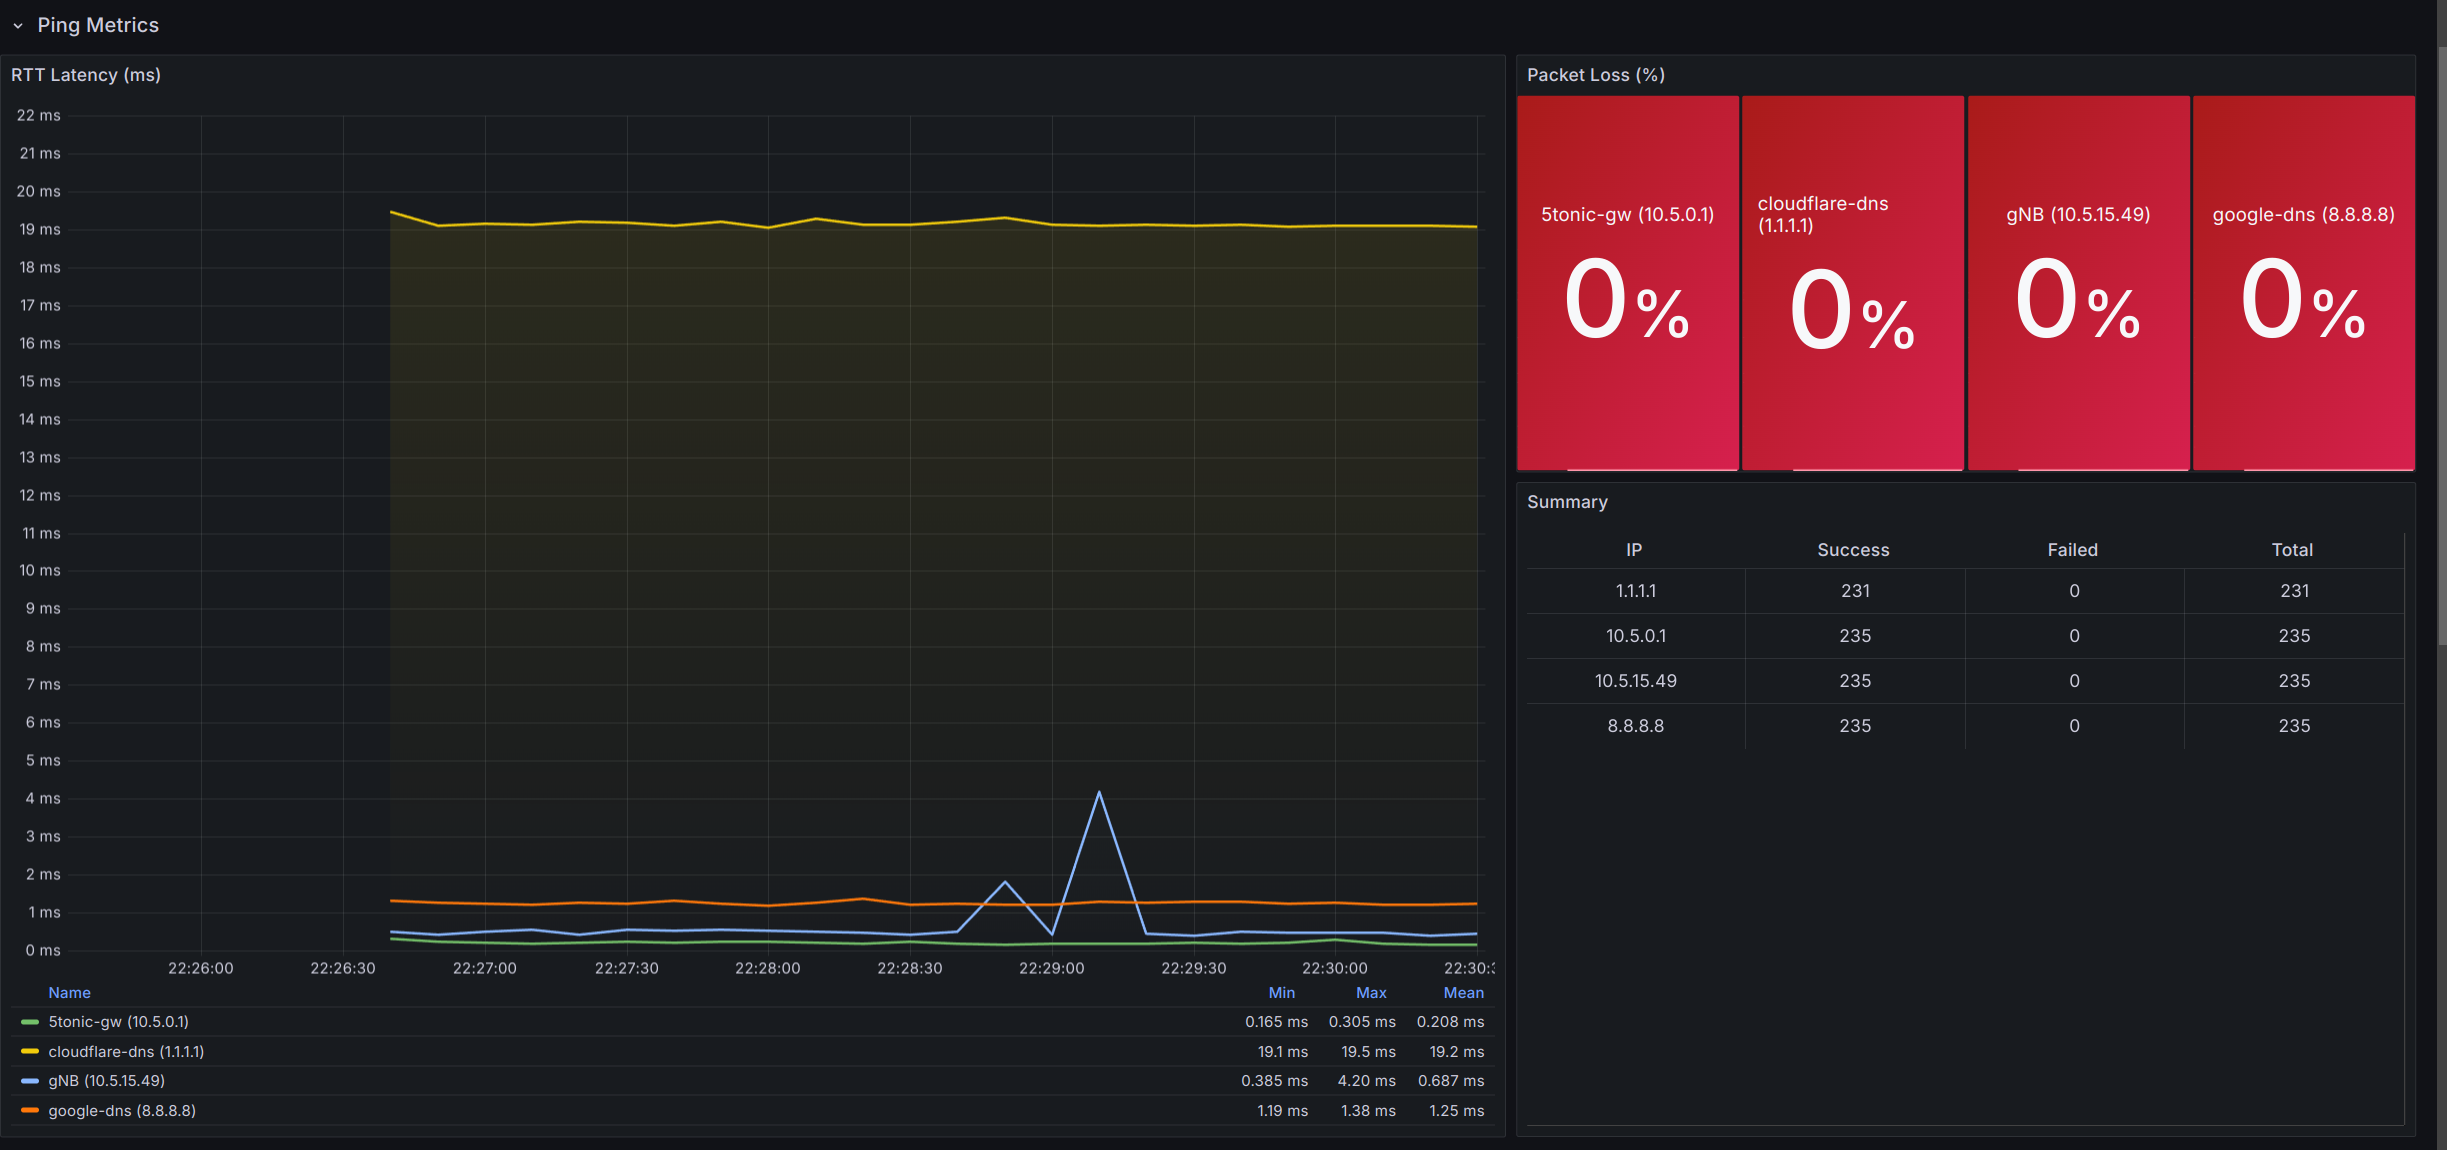 Ping Metrics
RTT Latency (ms)
22 ms
21 ms
20 ms
19 ms
18 ms
17 ms
16 ms
15 ms
14 ms
13 ms
12 ms
11 ms
10 ms
9 ms
8 ms
7 ms
6 ms
5 ms
4 ms
3 ms
2 ms
1 ms
0 ms
22:26:00 22:26:30 22:27:00 22:27:30 22:28:00 22:28:30 22:29:00 22:29:30 22:30:00 22:30:
Name Min Max Mean
5tonic-gw (10.5.0.1) 0.165 ms 0.305 ms 0.208 ms
cloudflare-dns (1.1.1.1) 19.1 ms 19.5 ms 19.2 ms
gNB (10.5.15.49) 0.385 ms 4.20 ms 0.687 ms
google-dns (8.8.8.8) 1.19 ms 1.38 ms 1.25 ms
Packet Loss (%)
5tonic-gw (10.5.0.1)
0%
cloudflare-dns
(1.1.1.1)
0%
gNB (10.5.15.49)
0%
google-dns (8.8.8.8)
0%
Summary
IP Success Failed Total
1.1.1.1 231 0 231
10.5.0.1 235 0 235
10.5.15.49 235 0 235
8.8.8.8 235 0 235